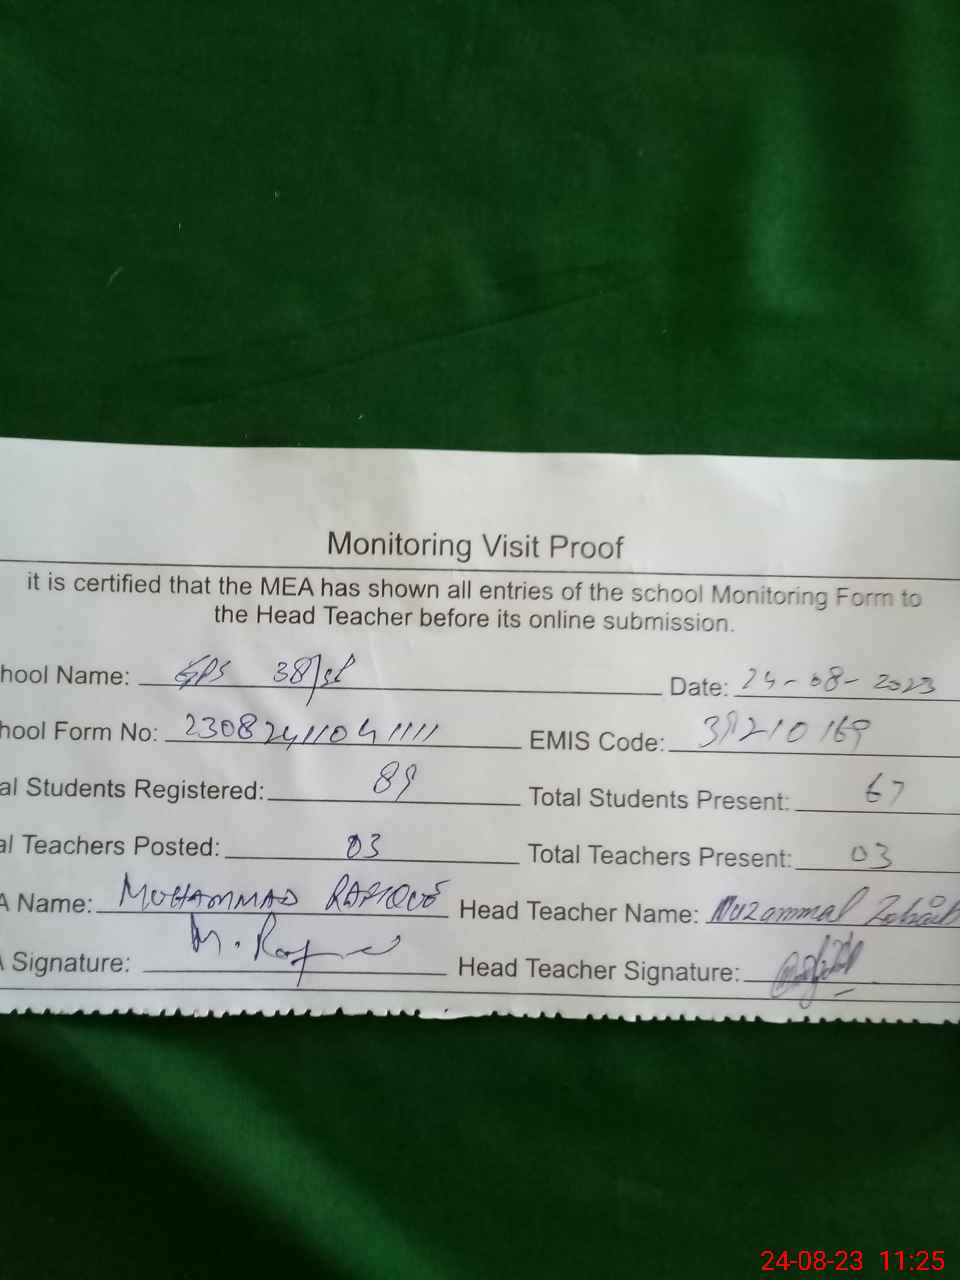 Monitoring Visit Proof
it is certified that the MEA has shown all entries of the school Monitoring Form to
the Head Teacher before its online submission.
hool Name: GPS 38/SP Date: 24-08-2023
hool Form No: 23082411041111 EMIS Code:
al Students Registered: 89 Total Students Present: 67
al Teachers Posted: 03 Total Teachers Present: 03
A Name: MUHAMMAD RAFIQUE Head Teacher Name: Muzammal
A Signature: M. Head Teacher Signature:
24-08-23 11:25